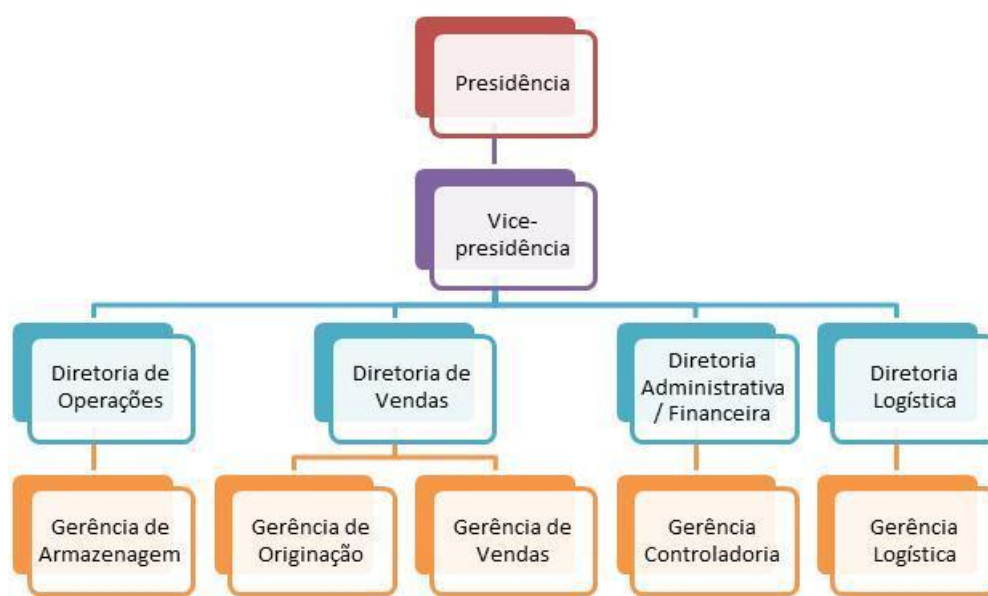 Presidência
Vice-
presidência
Diretoria de
Operações
Diretoria de
Vendas
Diretoria
Administrativa
/ Financeira
Diretoria
Logística
Gerência de
Armazenagem
Gerência de
Originação
Gerência de
Vendas
Gerência
Controladoria
Gerência
Logística